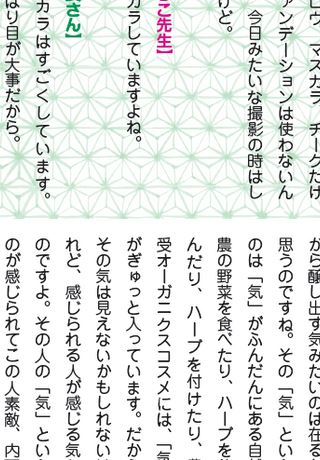 ロウ マスカラ チークだけ
ァンデーションは使わないん
今日みたいな撮影の時はし
けど。
こ先生】
カラしていますよね。
さん】
カラはすごくしています。
はり目が大事だから。
から醸し出す気みたいのは在る
思うのですね。その「気」とい
のは「気」がふんだんにある自
農の野菜を食べたり、ハーブを
んだり、ハーブを付けたり、
受オーガニクスコスメには、「気
がぎゅっと入っています。だか
その気は見えないかもしれない
れど、感じられる人が感じる気
のですよ。その人の「気」とい
のが感じられてこの人素敵、内